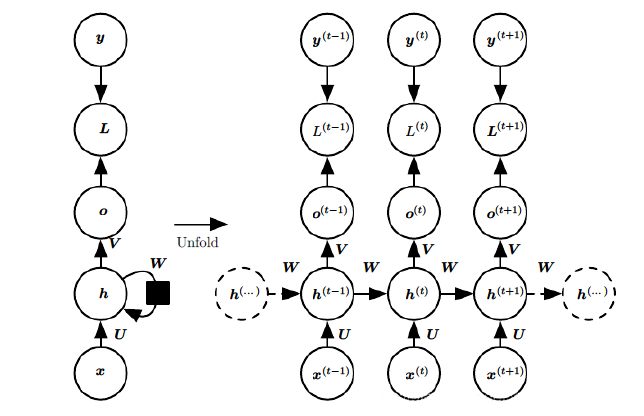 y y^(t−1) y^(t) y^(t+1)
L L^(t−1) L^(t) L^(t+1)
o o^(t−1) o^(t) o^(t+1)
V Unfold V V V
W W W W W
h h^(...) h^(t−1) h^(t) h^(t+1) h^(...)
U U U U
x x^(t−1) x^(t) x^(t+1)